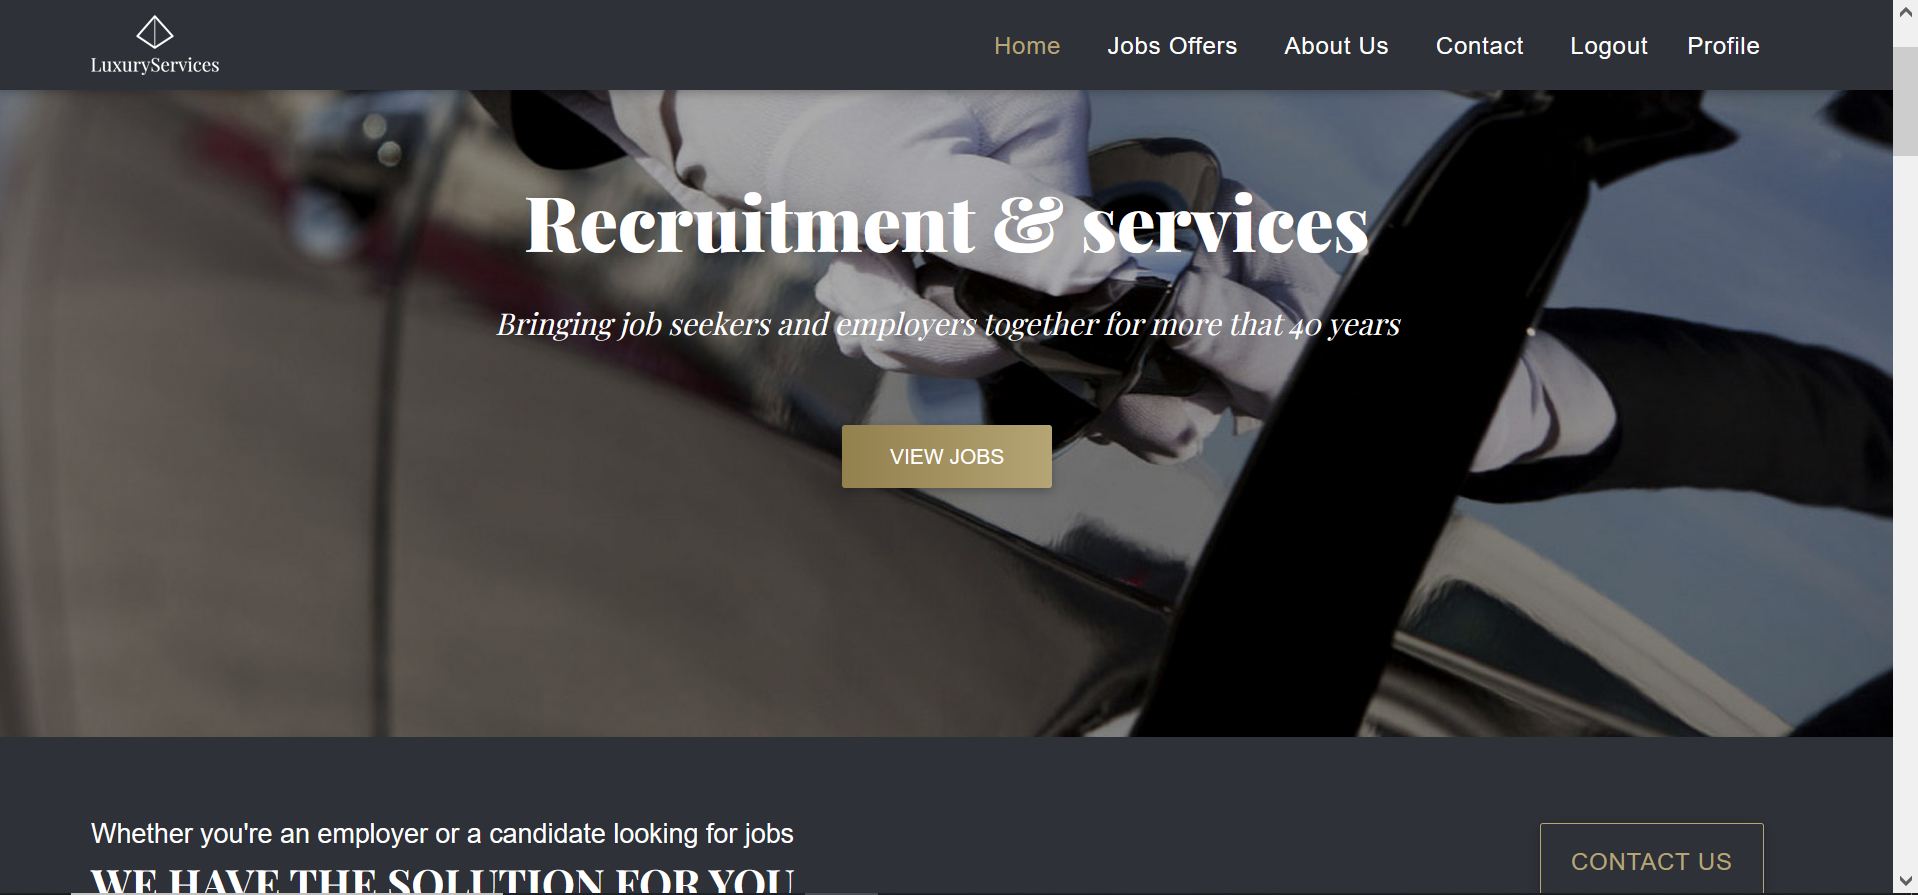 LuxuryServices
Home Jobs Offers About Us Contact Logout Profile
Recruitment & services
Bringing job seekers and employers together for more that 40 years
VIEW JOBS
Whether you're an employer or a candidate looking for jobs
WE HAVE THE SOLUTION FOR YOU
CONTACT US